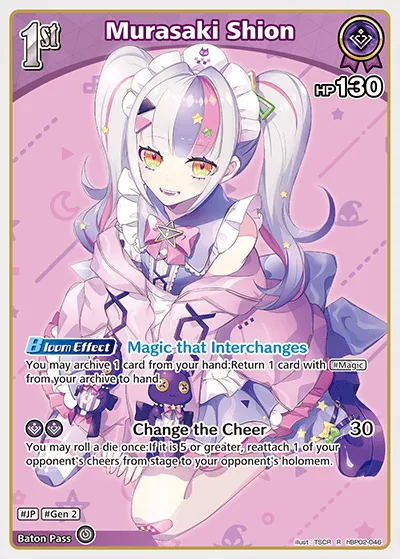 1st
Murasaki Shion
HP 130
Bloom Effect Magic that Interchanges
You may archive 1 card from your hand:Return 1 card with #Magic
from your archive to hand.
Change the Cheer 30
You may roll a die once:If it is 5 or greater, reattach 1 of your
opponent's cheers from stage to your opponent's holomem.
#JP #Gen 2
Baton Pass
illust : TSCR R hBP02-046